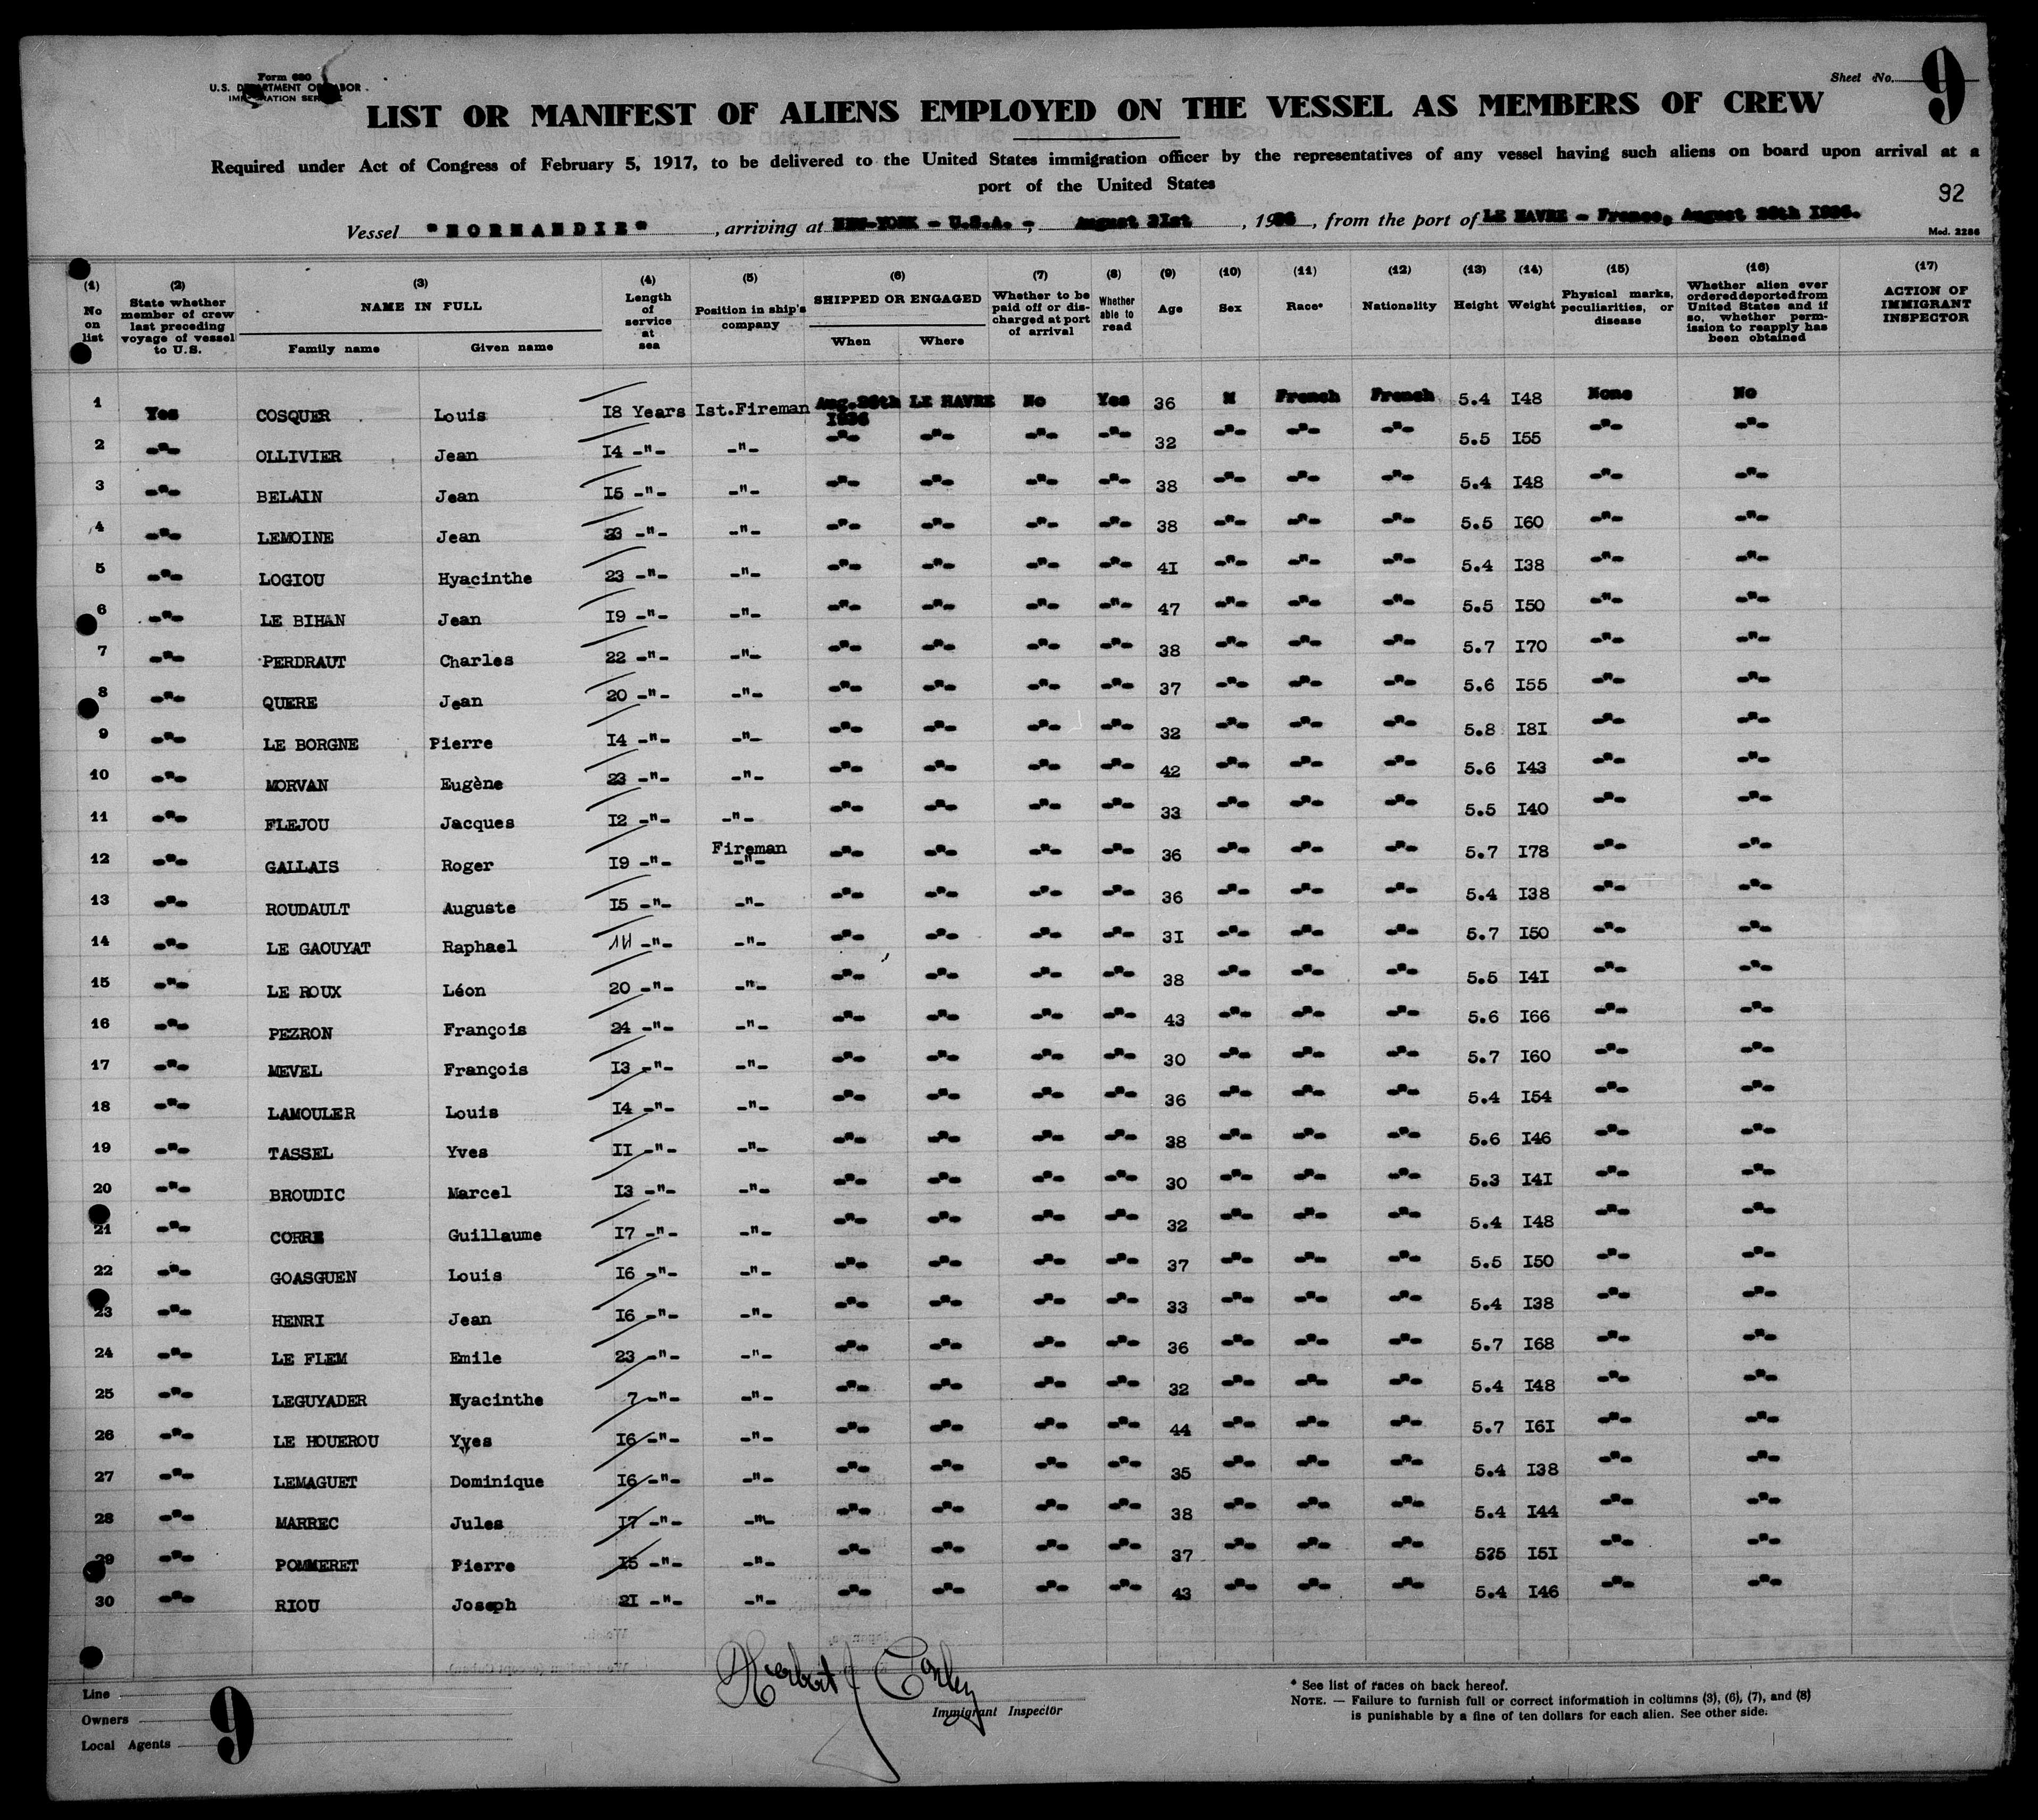 Form 680
U.S. DEPARTMENT OF LABOR
IMMIGRATION SERVICE
Sheet No. 9
LIST OR MANIFEST OF ALIENS EMPLOYED ON THE VESSEL AS MEMBERS OF CREW
Required under Act of Congress of February 5, 1917, to be delivered to the United States immigration officer by the representatives of any vessel having such aliens on board upon arrival at a
port of the United States
92
Vessel "NORMANDIE", arriving at NEW-YORK - U.S.A. -, August 31st, 1936, from the port of LE HAVRE - France, August 26th 1936.
Mod. 2286
(1) (2) (3) (4) (5) (6) (7) (8) (9) (10) (11) (12) (13) (14) (15) (16) (17)
No on list | State whether member of crew last preceding voyage of vessel to U.S. | NAME IN FULL Family name Given name | Length of service at sea | Position in ship's company | SHIPPED OR ENGAGED When Where | Whether to be paid off or discharged at port of arrival | Whether able to read | Age | Sex | Race* | Nationality | Height | Weight | Physical marks, peculiarities, or disease | Whether alien ever ordered deported from United States and if so, whether permission to reapply has been obtained | ACTION OF IMMIGRANT INSPECTOR
1 Yes COSQUER Louis I8 Years Ist.Fireman Aug.26th I936 LE HAVRE No Yes 36 M French French 5.4 I48 None No
2 -"- OLLIVIER Jean I4 -"- -"- -"- -"- -"- -"- 32 -"- -"- -"- 5.5 I55 -"- -"-
3 -"- BELAIN Jean I5 -"- -"- -"- -"- -"- -"- 38 -"- -"- -"- 5.4 I48 -"- -"-
4 -"- LEMOINE Jean 23 -"- -"- -"- -"- -"- -"- 38 -"- -"- -"- 5.5 I60 -"- -"-
5 -"- LOGIOU Hyacinthe 23 -"- -"- -"- -"- -"- -"- 4I -"- -"- -"- 5.4 I38 -"- -"-
6 -"- LE BIHAN Jean I9 -"- -"- -"- -"- -"- -"- 47 -"- -"- -"- 5.5 I50 -"- -"-
7 -"- PERDRAUT Charles 22 -"- -"- -"- -"- -"- -"- 38 -"- -"- -"- 5.7 I70 -"- -"-
8 -"- QUERE Jean 20 -"- -"- -"- -"- -"- -"- 37 -"- -"- -"- 5.6 I55 -"- -"-
9 -"- LE BORGNE Pierre I4 -"- -"- -"- -"- -"- -"- 32 -"- -"- -"- 5.8 I8I -"- -"-
10 -"- MORVAN Eugène 23 -"- -"- -"- -"- -"- -"- 42 -"- -"- -"- 5.6 I43 -"- -"-
11 -"- FLEJOU Jacques I2 -"- -"- -"- -"- -"- -"- 33 -"- -"- -"- 5.5 I40 -"- -"-
12 -"- GALLAIS Roger I9 -"- Fireman -"- -"- -"- -"- -"- 36 -"- -"- -"- 5.7 I78 -"- -"-
13 -"- ROUDAULT Auguste I5 -"- -"- -"- -"- -"- -"- 36 -"- -"- -"- 5.4 I38 -"- -"-
14 -"- LE GAOUYAT Raphael 14 -"- -"- -"- -"- -"- -"- 3I -"- -"- -"- 5.7 I50 -"- -"-
15 -"- LE ROUX Léon 20 -"- -"- -"- -"- -"- -"- 38 -"- -"- -"- 5.5 I4I -"- -"-
16 -"- PEZRON François 24 -"- -"- -"- -"- -"- -"- 43 -"- -"- -"- 5.6 I66 -"- -"-
17 -"- MEVEL François I3 -"- -"- -"- -"- -"- -"- 30 -"- -"- -"- 5.7 I60 -"- -"-
18 -"- LAMOULER Louis I4 -"- -"- -"- -"- -"- -"- 36 -"- -"- -"- 5.4 I54 -"- -"-
19 -"- TASSEL Yves II -"- -"- -"- -"- -"- -"- 38 -"- -"- -"- 5.6 I46 -"- -"-
20 -"- BROUDIC Marcel I3 -"- -"- -"- -"- -"- -"- 30 -"- -"- -"- 5.3 I4I -"- -"-
21 -"- CORRE Guillaume I7 -"- -"- -"- -"- -"- -"- 32 -"- -"- -"- 5.4 I48 -"- -"-
22 -"- GOASGUEN Louis I6 -"- -"- -"- -"- -"- -"- 37 -"- -"- -"- 5.5 I50 -"- -"-
23 -"- HENRI Jean I6 -"- -"- -"- -"- -"- -"- 33 -"- -"- -"- 5.4 I38 -"- -"-
24 -"- LE FLEM Emile 23 -"- -"- -"- -"- -"- -"- 36 -"- -"- -"- 5.7 I68 -"- -"-
25 -"- LEGUYADER Hyacinthe 7 -"- -"- -"- -"- -"- -"- 32 -"- -"- -"- 5.4 I48 -"- -"-
26 -"- LE HOUEROU Yves I6 -"- -"- -"- -"- -"- -"- 44 -"- -"- -"- 5.7 I6I -"- -"-
27 -"- LEMAGUET Dominique I6 -"- -"- -"- -"- -"- -"- 35 -"- -"- -"- 5.4 I38 -"- -"-
28 -"- MARREC Jules I7 -"- -"- -"- -"- -"- -"- 38 -"- -"- -"- 5.4 I44 -"- -"-
29 -"- POMMERET Pierre I5 -"- -"- -"- -"- -"- -"- 37 -"- -"- -"- 525 I5I -"- -"-
30 -"- RIOU Joseph 2I -"- -"- -"- -"- -"- -"- 43 -"- -"- -"- 5.4 I46 -"- -"-
Herbert J Corley
Immigrant Inspector
Line
Owners
Local Agents
9
* See list of races on back hereof.
NOTE. — Failure to furnish full or correct information in columns (3), (6), (7), and (8)
is punishable by a fine of ten dollars for each alien. See other side.